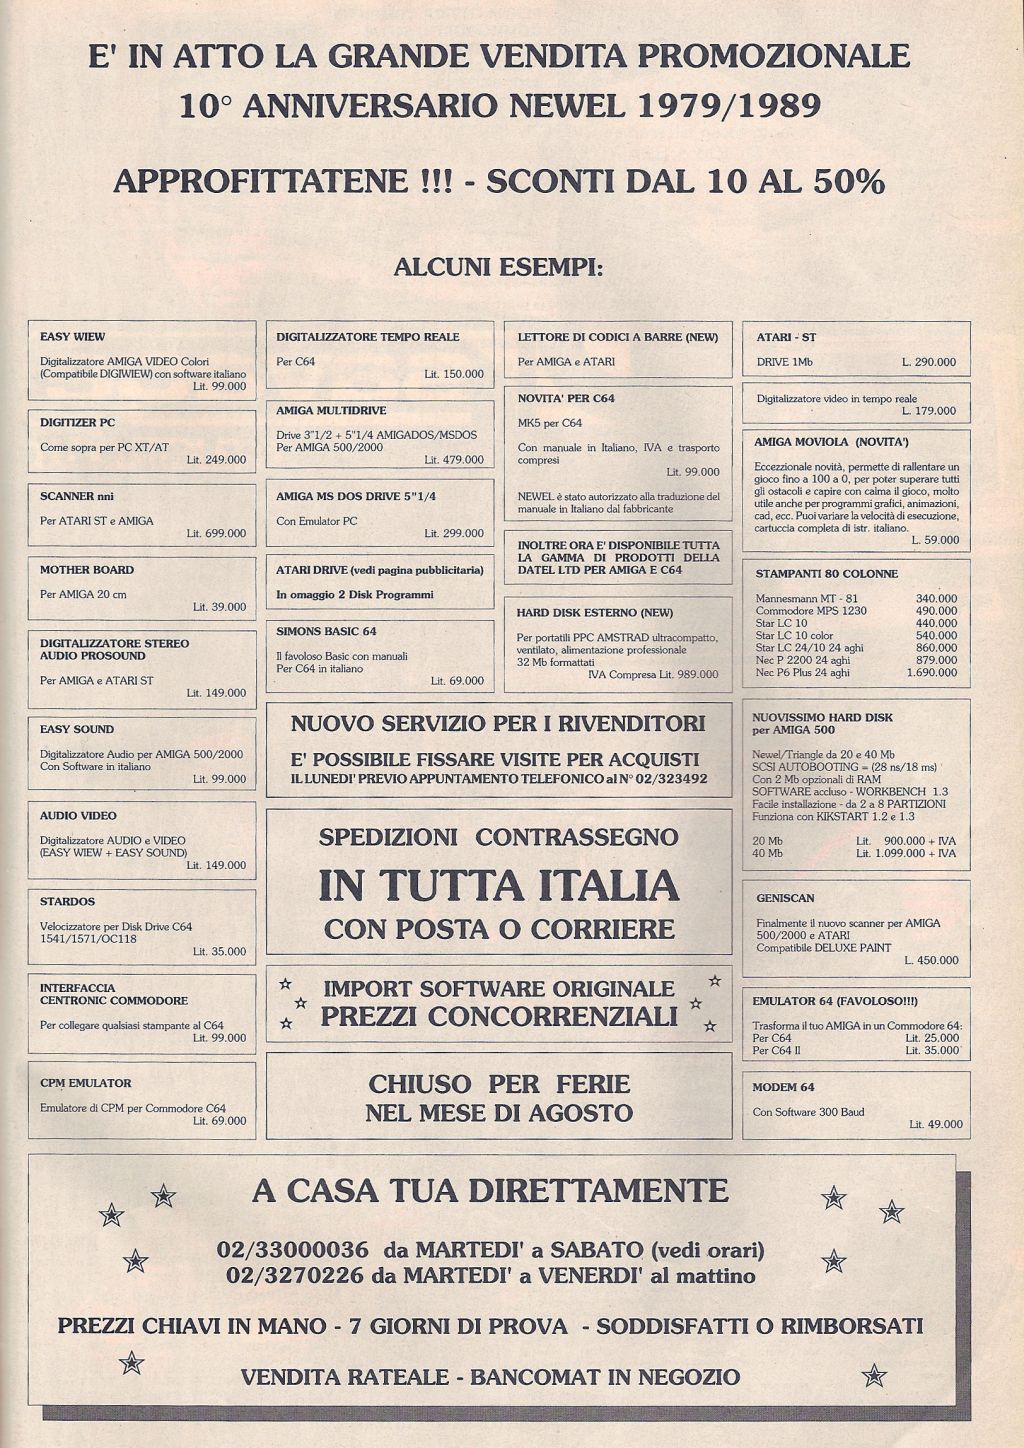 E' IN ATTO LA GRANDE VENDITA PROMOZIONALE
10° ANNIVERSARIO NEWEL 1979/1989
APPROFITTATENE !!! - SCONTI DAL 10 AL 50%
ALCUNI ESEMPI:
EASY WIEW
Digitalizzatore AMIGA VIDEO Colori
(Compatibile DIGIWIEW) con software italiano
Lit. 99.000
DIGITIZER PC
Come sopra per PC XT/AT
Lit. 249.000
SCANNER nni
Per ATARI ST e AMIGA
Lit. 699.000
MOTHER BOARD
Per AMIGA 20 cm
Lit. 39.000
DIGITALIZZATORE STEREO
AUDIO PROSOUND
Per AMIGA e ATARI ST
Lit. 149.000
EASY SOUND
Digitalizzatore Audio per AMIGA 500/2000
Con Software in italiano
Lit. 99.000
AUDIO VIDEO
Digitalizzatore AUDIO e VIDEO
(EASY WIEW + EASY SOUND)
Lit. 149.000
STARDOS
Velocizzatore per Disk Drive C64
1541/1571/OC118
Lit. 35.000
INTERFACCIA
CENTRONIC COMMODORE
Per collegare qualsiasi stampante al C64
Lit. 99.000
CPM EMULATOR
Emulatore di CPM per Commodore C64
Lit. 69.000
DIGITALIZZATORE TEMPO REALE
Per C64
Lit. 150.000
AMIGA MULTIDRIVE
Drive 3"1/2 + 5"1/4 AMIGADOS/MSDOS
Per AMIGA 500/2000
Lit. 479.000
AMIGA MS DOS DRIVE 5"1/4
Con Emulator PC
Lit. 299.000
ATARI DRIVE (vedi pagina pubblicitaria)
In omaggio 2 Disk Programmi
SIMONS BASIC 64
Il favoloso Basic con manuali
Per C64 in italiano
Lit. 69.000
LETTORE DI CODICI A BARRE (NEW)
Per AMIGA e ATARI
NOVITA' PER C64
MK5 per C64
Con manuale in Italiano, IVA e trasporto
compresi
Lit. 99.000
NEWEL è stato autorizzato alla traduzione del
manuale in Italiano dal fabbricante
INOLTRE ORA E' DISPONIBILE TUTTA
LA GAMMA DI PRODOTTI DELLA
DATEL LTD PER AMIGA E C64
HARD DISK ESTERNO (NEW)
Per portatili PPC AMSTRAD ultracompatto,
ventilato, alimentazione professionale
32 Mb formattati
IVA Compresa Lit. 989.000
ATARI - ST
DRIVE 1Mb L. 290.000
Digitalizzatore video in tempo reale
L. 179.000
AMIGA MOVIOLA (NOVITA')
Eccezzionale novità, permette di rallentare un
gioco fino a 100 a 0, per poter superare tutti
gli ostacoli e capire con calma il gioco, molto
utile anche per programmi grafici, animazioni,
cad, ecc. Puoi variare la velocità di esecuzione,
cartuccia completa di istr. italiano.
L. 59.000
STAMPANTI 80 COLONNE
Mannesmann MT - 81 340.000
Commodore MPS 1230 490.000
Star LC 10 440.000
Star LC 10 color 540.000
Star LC 24/10 24 aghi 860.000
Nec P 2200 24 aghi 879.000
Nec P6 Plus 24 aghi 1.690.000
NUOVISSIMO HARD DISK
per AMIGA 500
Newel/Triangle da 20 e 40 Mb
SCSI AUTOBOOTING = (28 ns/18 ms)
Con 2 Mb opzionali di RAM
SOFTWARE accluso - WORKBENCH 1.3
Facile installazione - da 2 a 8 PARTIZIONI
Funziona con KIKSTART 1.2 e 1.3
20 Mb Lit. 900.000 + IVA
40 Mb Lit. 1.099.000 + IVA
GENISCAN
Finalmente il nuovo scanner per AMIGA
500/2000 e ATARI
Compatibile DELUXE PAINT
L. 450.000
EMULATOR 64 (FAVOLOSO!!!)
Trasforma il tuo AMIGA in un Commodore 64:
Per C64 Lit. 25.000
Per C64 II Lit. 35.000
MODEM 64
Con Software 300 Baud
Lit. 49.000
NUOVO SERVIZIO PER I RIVENDITORI
E' POSSIBILE FISSARE VISITE PER ACQUISTI
IL LUNEDI' PREVIO APPUNTAMENTO TELEFONICO al N° 02/323492
SPEDIZIONI CONTRASSEGNO
IN TUTTA ITALIA
CON POSTA O CORRIERE
IMPORT SOFTWARE ORIGINALE
PREZZI CONCORRENZIALI
CHIUSO PER FERIE
NEL MESE DI AGOSTO
A CASA TUA DIRETTAMENTE
02/33000036 da MARTEDI' a SABATO (vedi orari)
02/3270226 da MARTEDI' a VENERDI' al mattino
PREZZI CHIAVI IN MANO - 7 GIORNI DI PROVA - SODDISFATTI O RIMBORSATI
VENDITA RATEALE - BANCOMAT IN NEGOZIO